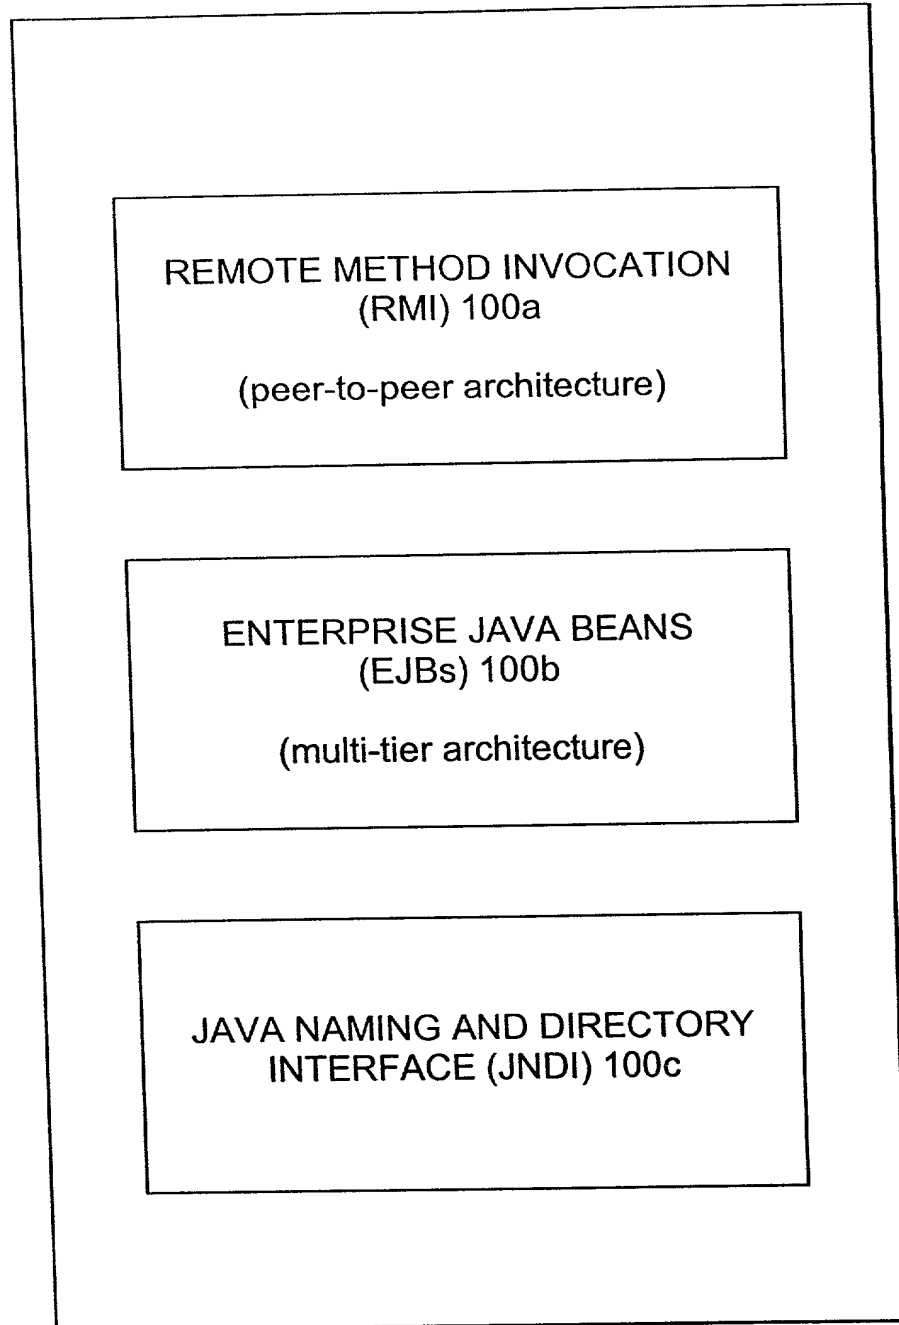 REMOTE METHOD INVOCATION
(RMI) 100a
(peer-to-peer architecture)
ENTERPRISE JAVA BEANS
(EJBs) 100b
(multi-tier architecture)
JAVA NAMING AND DIRECTORY
INTERFACE (JNDI) 100c